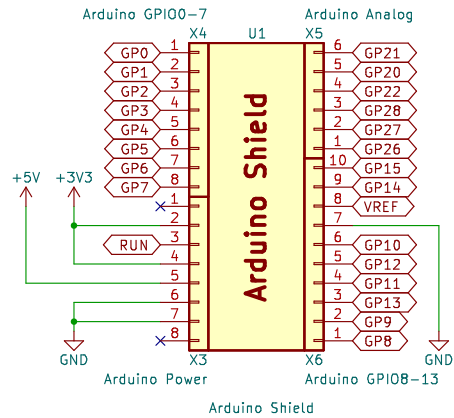 Arduino GPIO0-7 Arduino Analog
X4 U1 X5
GP0 1 6 GP21
GP1 2 5 GP20
GP2 3 4 GP22
GP3 4 3 GP28
GP4 5 2 GP27
GP5 6 1 GP26
GP6 7 10 GP15
+5V +3V3 GP7 8 9 GP14
1 8 VREF
2 7
RUN 3 6 GP10
4 5 GP12
5 4 GP11
6 3 GP13
7 2 GP9
8 1 GP8
Arduino Shield
GND X3 X6 GND
Arduino Power Arduino GPIO8-13
Arduino Shield